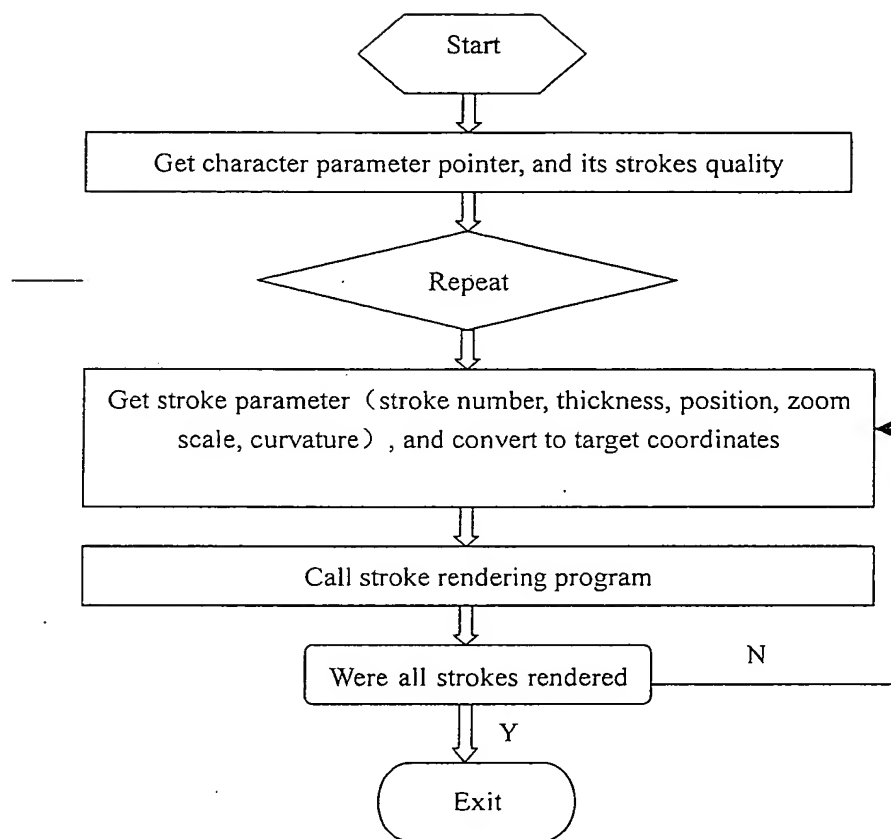 Start
Get character parameter pointer, and its strokes quality
Repeat
Get stroke parameter（stroke number, thickness, position, zoom
scale, curvature）, and convert to target coordinates
Call stroke rendering program
Were all strokes rendered
N
Y
Exit